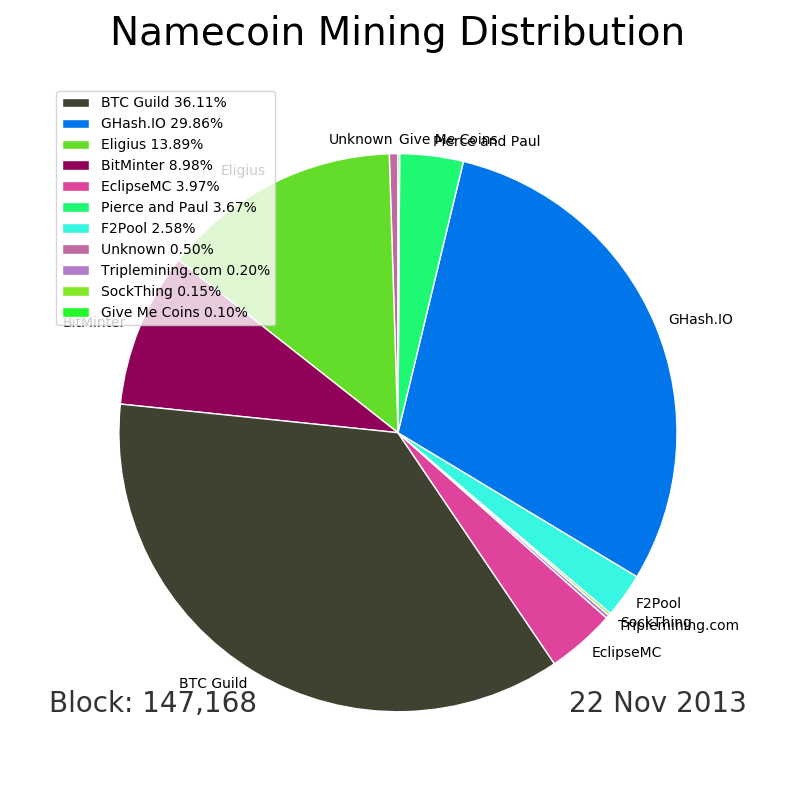 Namecoin Mining Distribution
BTC Guild 36.11%
GHash.IO 29.86%
Eligius 13.89%
BitMinter 8.98%
EclipseMC 3.97%
Pierce and Paul 3.67%
F2Pool 2.58%
Unknown 0.50%
Triplemining.com 0.20%
SockThing 0.15%
Give Me Coins 0.10%
Unknown
Give Me Coins
Pierce and Paul
Eligius
GHash.IO
BitMinter
F2Pool
SockThing
Triplemining.com
EclipseMC
BTC Guild
Block: 147,168
22 Nov 2013